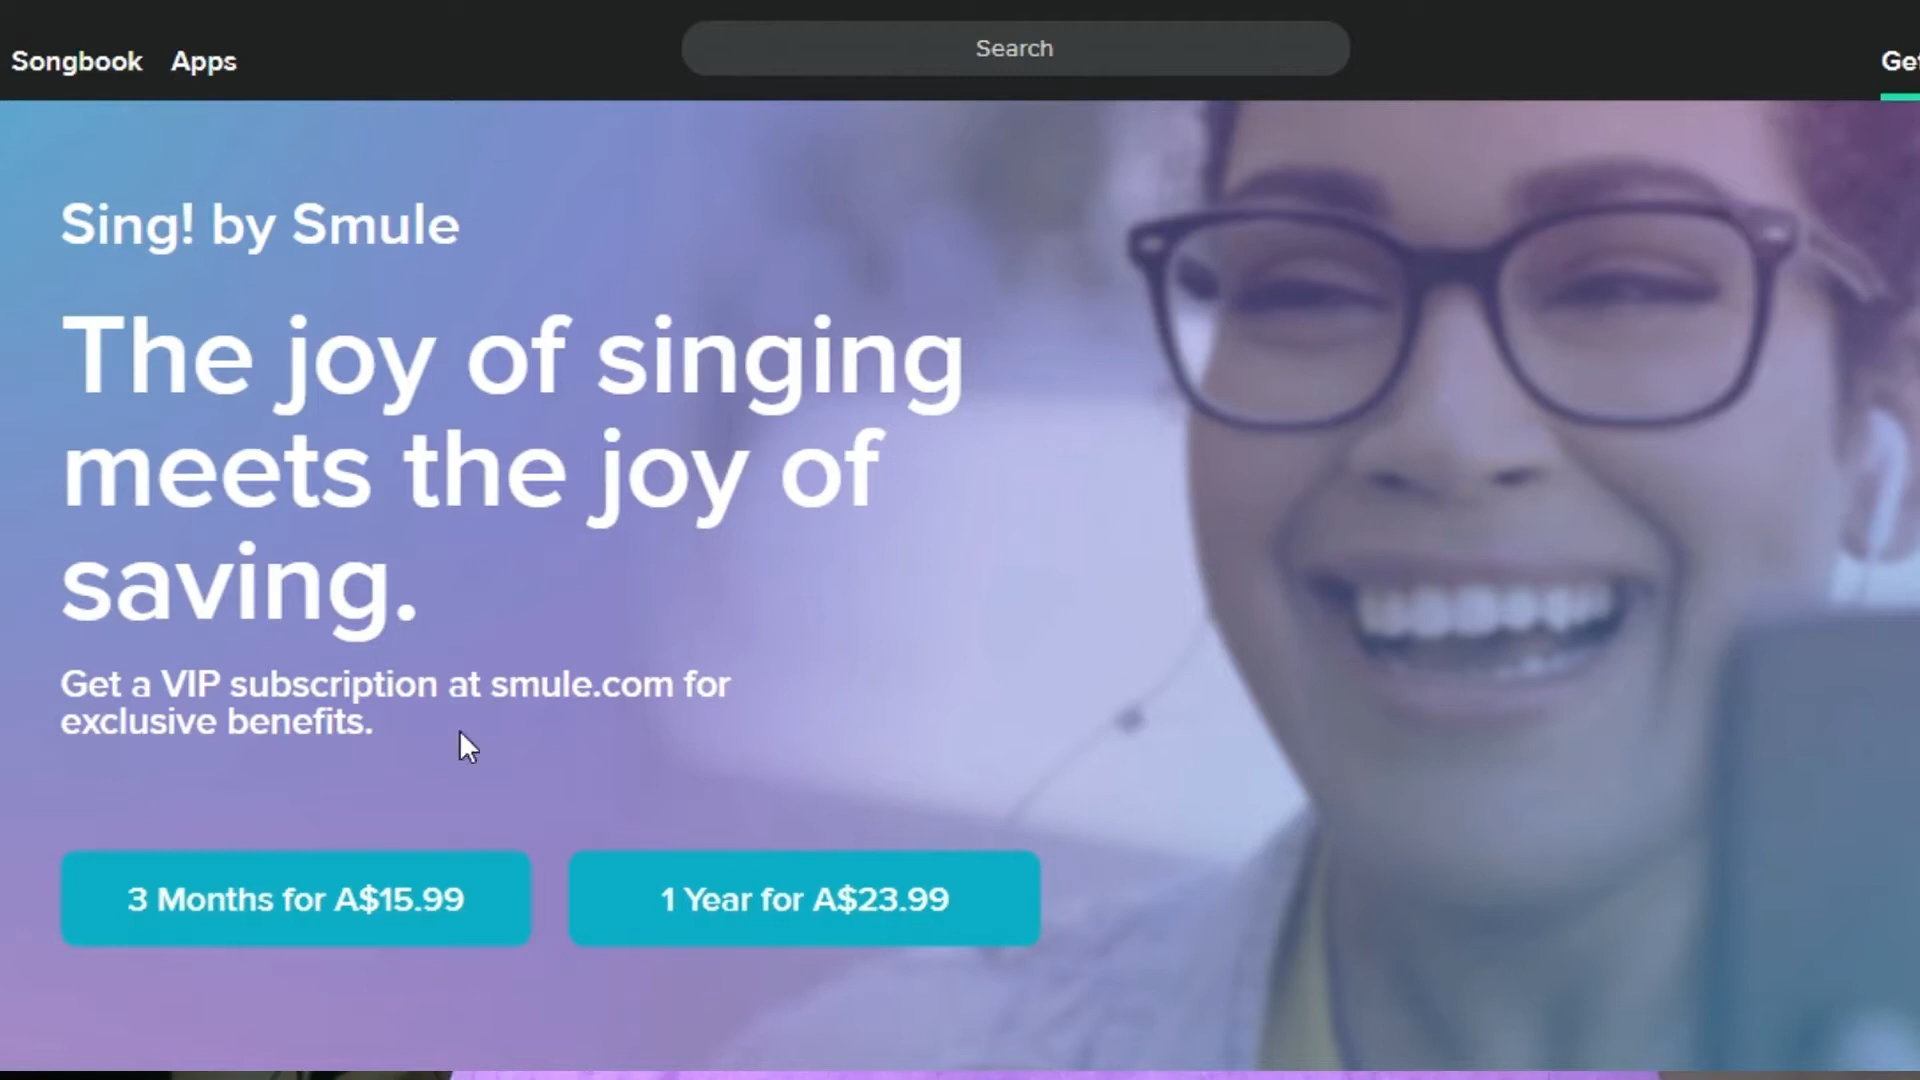 Songbook Apps
Search
Sing! by Smule
The joy of singing
meets the joy of
saving.
Get a VIP subscription at smule.com for
exclusive benefits.
3 Months for A$15.99
1 Year for A$23.99